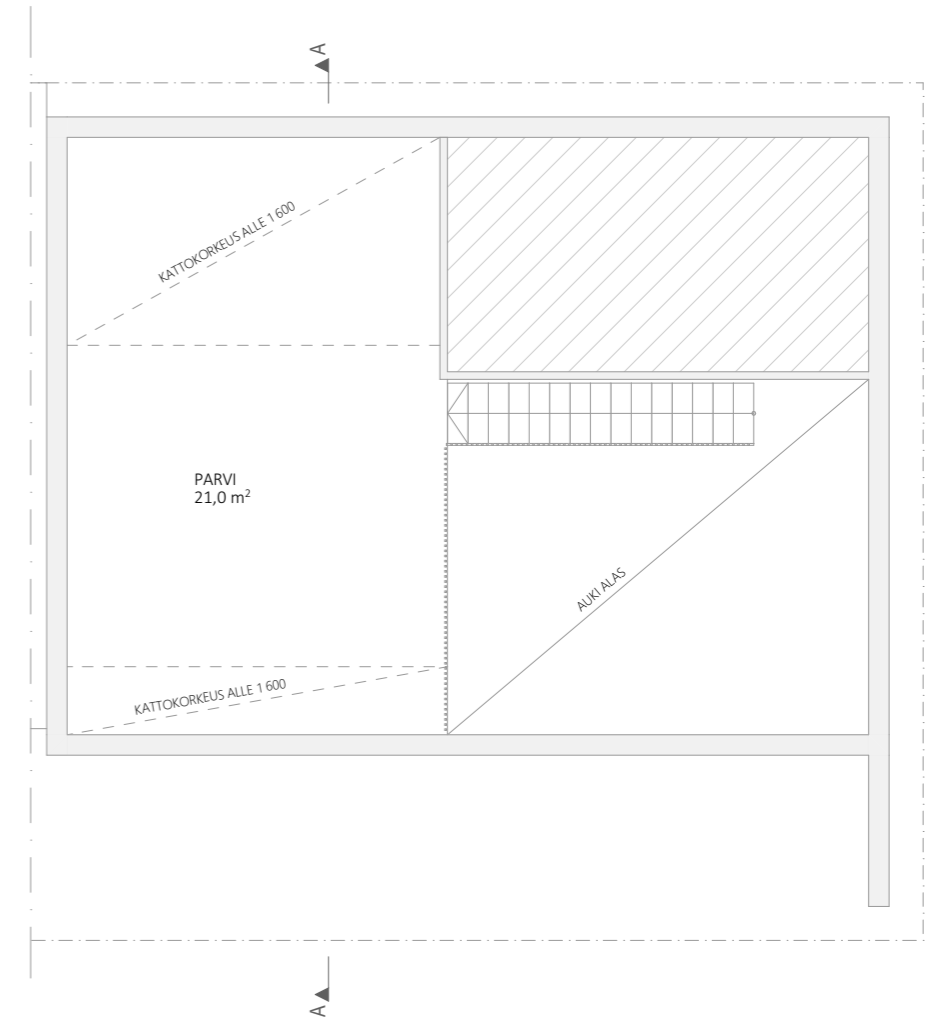 A
KATTOKORKEUS ALLE 1 600
PARVI
21,0 m²
AUKI ALAS
KATTOKORKEUS ALLE 1 600
A